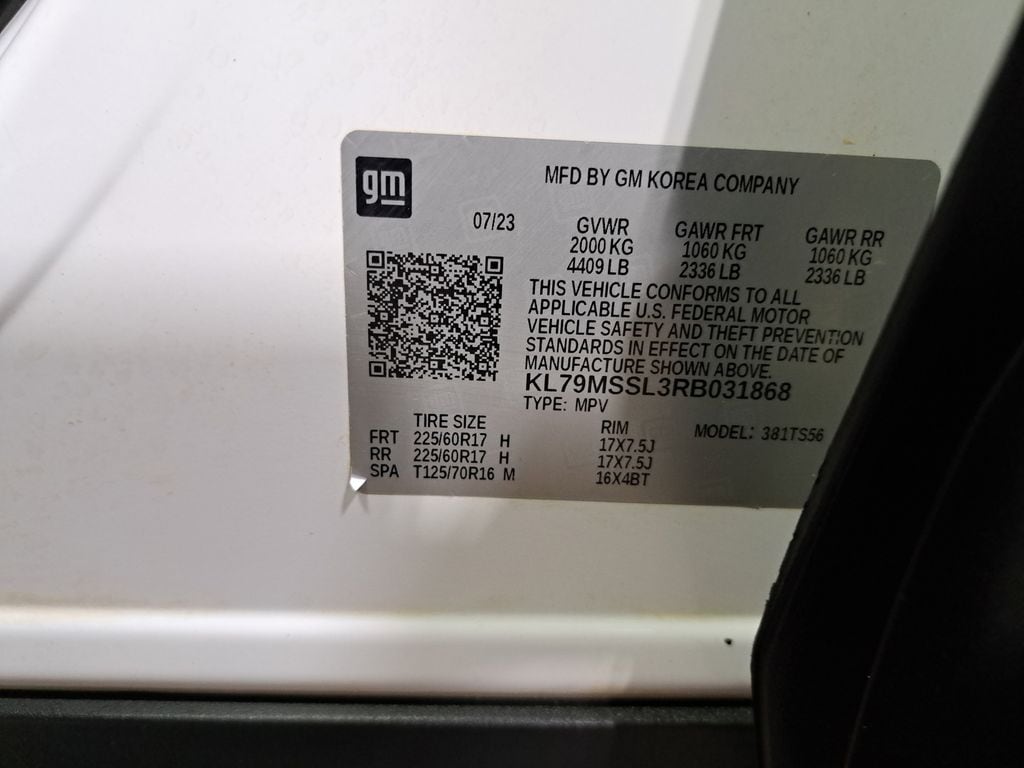 gm
MFD BY GM KOREA COMPANY
07/23 GVWR GAWR FRT GAWR RR
2000 KG 1060 KG 1060 KG
4409 LB 2336 LB 2336 LB
THIS VEHICLE CONFORMS TO ALL
APPLICABLE U.S. FEDERAL MOTOR
VEHICLE SAFETY AND THEFT PREVENTION
STANDARDS IN EFFECT ON THE DATE OF
MANUFACTURE SHOWN ABOVE.
KL79MSSL3RB031868
TYPE: MPV
TIRE SIZE RIM MODEL: 381TS56
FRT 225/60R17 H 17X7.5J
RR 225/60R17 H 17X7.5J
SPA T125/70R16 M 16X4BT